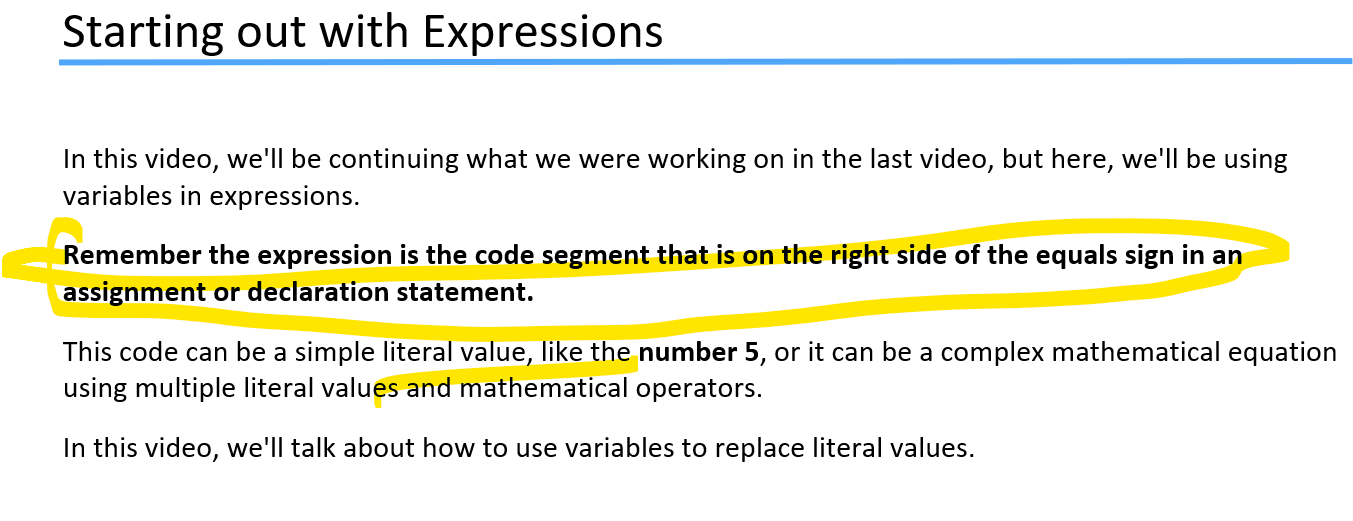 Starting out with Expressions
In this video, we'll be continuing what we were working on in the last video, but here, we'll be using
variables in expressions.
Remember the expression is the code segment that is on the right side of the equals sign in an
assignment or declaration statement.
This code can be a simple literal value, like the number 5, or it can be a complex mathematical equation
using multiple literal values and mathematical operators.
In this video, we'll talk about how to use variables to replace literal values.